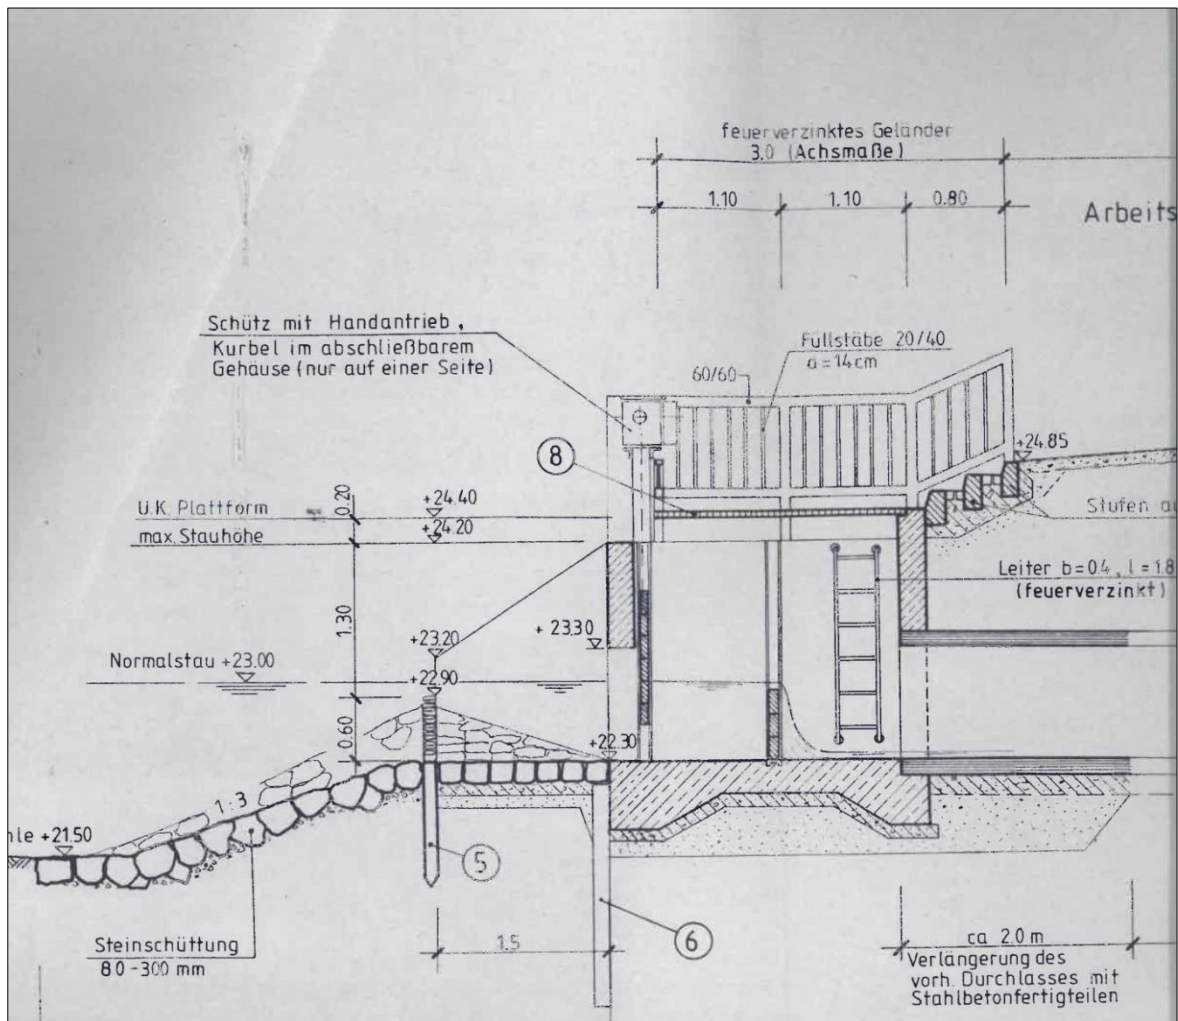 feuerverzinktes Geländer
3.0 (Achsmaße)
1.10
1.10
0.80
Arbeits
Schütz mit Handantrieb,
Kurbel im abschließbarem
Gehäuse (nur auf einer Seite)
Füllstäbe 20/40
a = 14 cm
60/60
8
+24.85
0.20
U.K. Plattform
+24.40
max. Stauhöhe
+24.20
Stufen au
Leiter b=0.4, l=1.8
(feuerverzinkt)
1.30
+23.20
+ 23.30
Normalstau +23.00
+22.90
0.60
+22.30
1:3
hle +21.50
5
6
Steinschüttung
80-300 mm
1.5
ca 2.0 m
Verlängerung des
vorh. Durchlasses mit
Stahlbetonfertigteilen